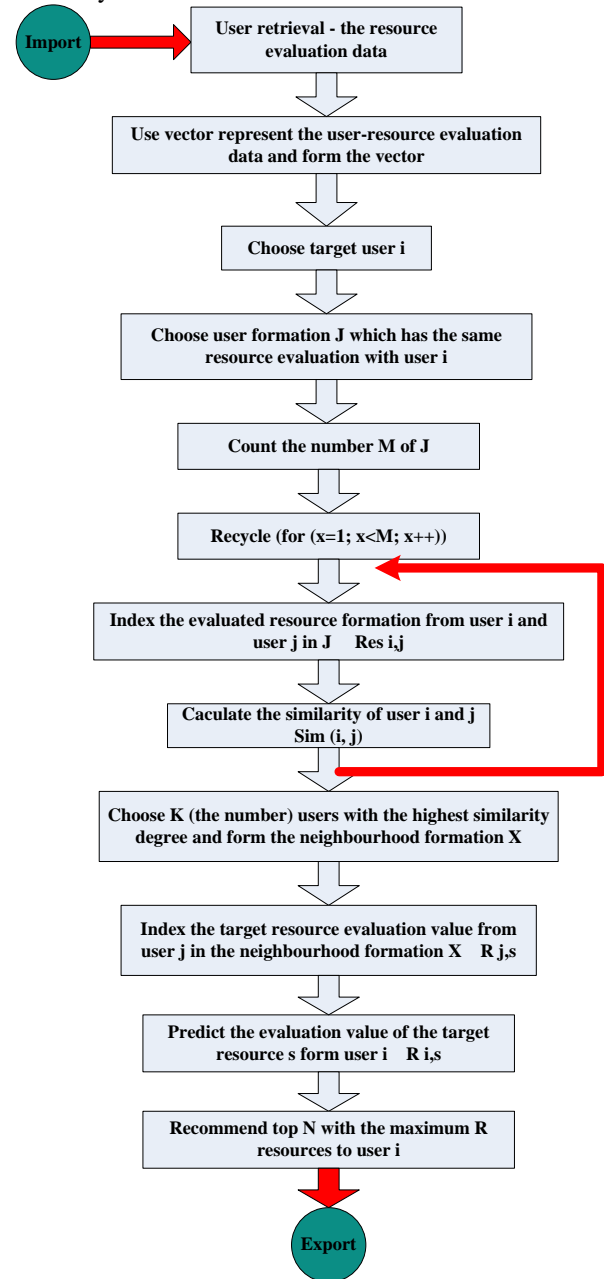 Import
User retrieval - the resource
evaluation data
Use vector represent the user-resource evaluation
data and form the vector
Choose target user i
Choose user formation J which has the same
resource evaluation with user i
Count the number M of J
Recycle (for (x=1; x<M; x++))
Index the evaluated resource formation from user i and
user j in J Res i,j
Caculate the similarity of user i and j
Sim (i, j)
Choose K (the number) users with the highest similarity
degree and form the neighbourhood formation X
Index the target resource evaluation value from
user j in the neighbourhood formation X R j,s
Predict the evaluation value of the target
resource s form user i R i,s
Recommend top N with the maximum R
resources to user i
Export